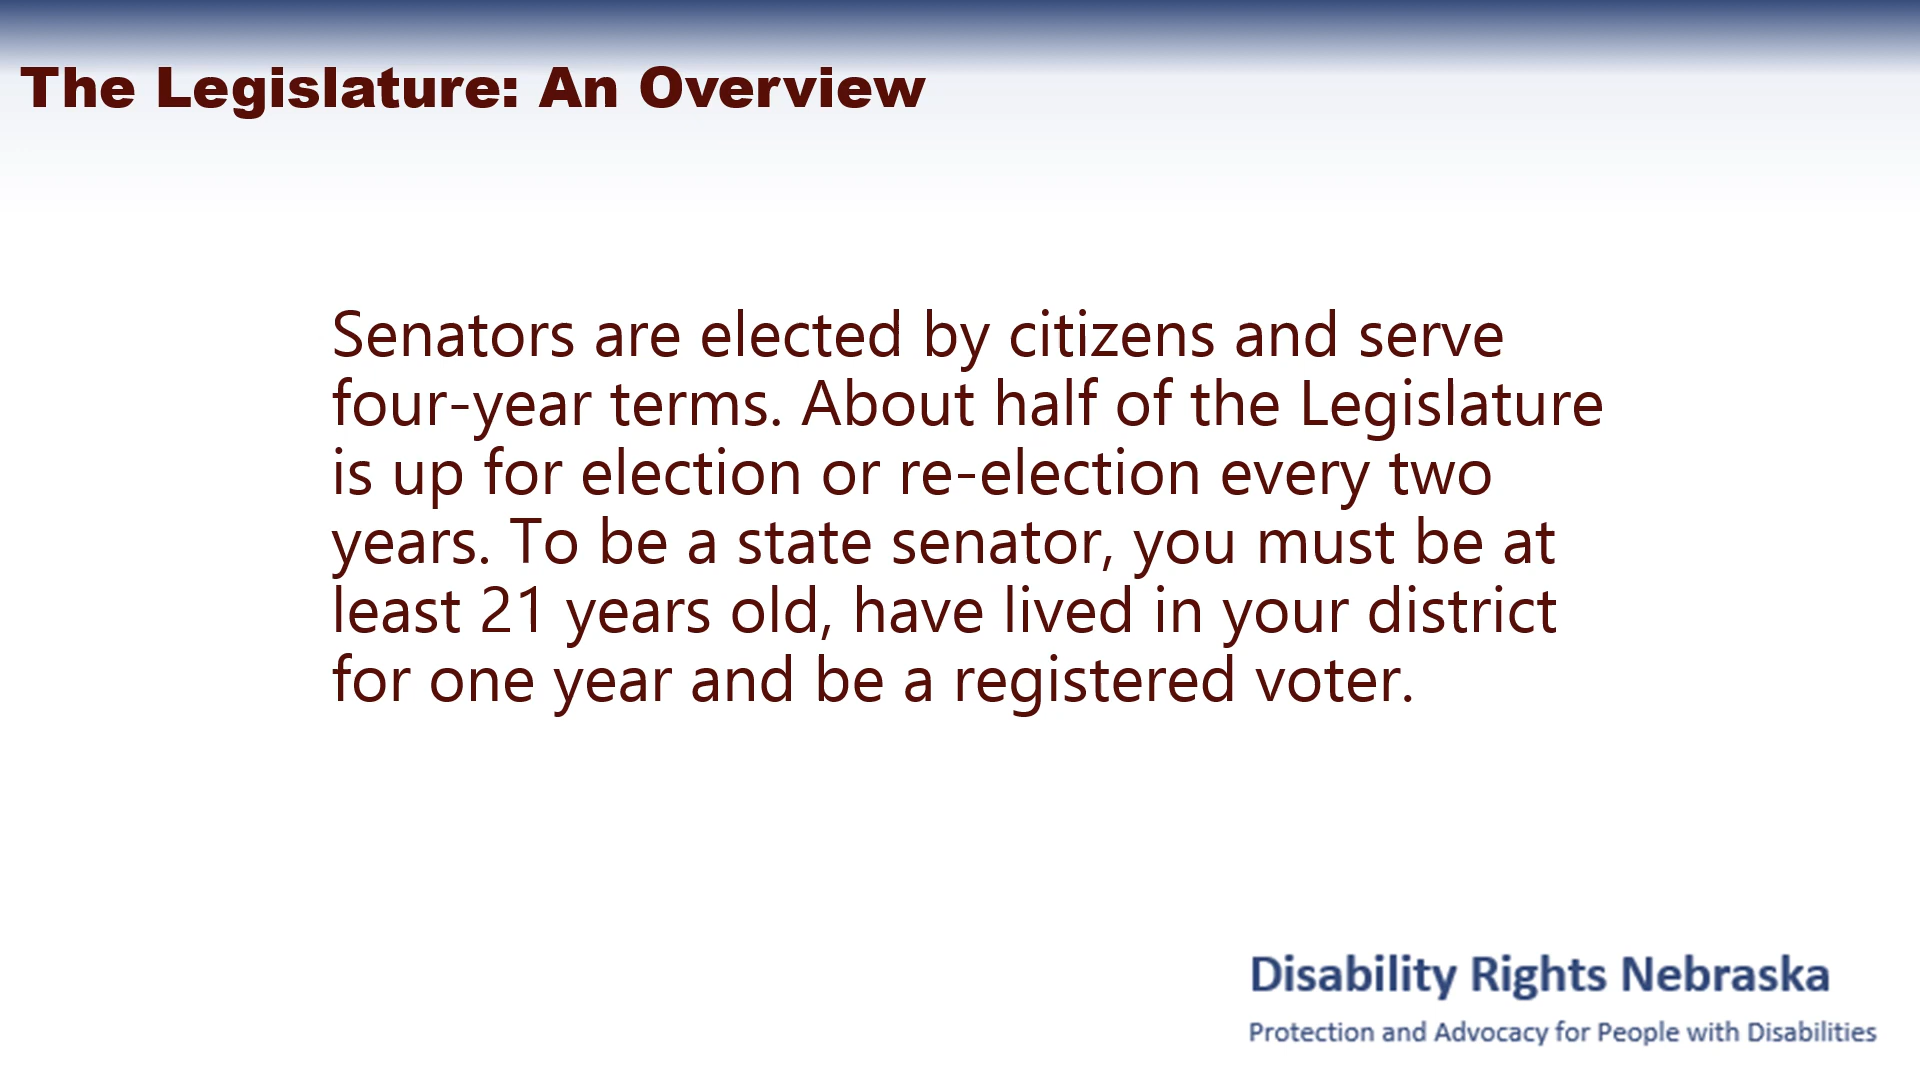 The Legislature: An Overview
Senators are elected by citizens and serve
four-year terms. About half of the Legislature
is up for election or re-election every two
years. To be a state senator, you must be at
least 21 years old, have lived in your district
for one year and be a registered voter.
Disability Rights Nebraska
Protection and Advocacy for People with Disabilities